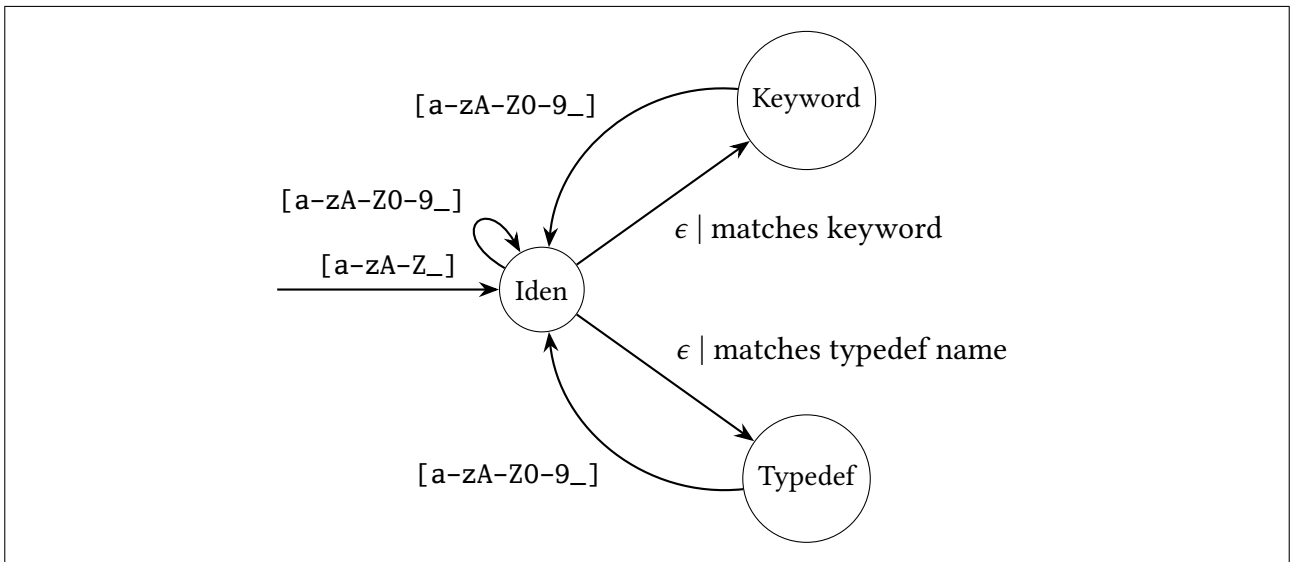 Keyword
[a-zA-Z0-9_]
[a-zA-Z0-9_]
ϵ | matches keyword
[a-zA-Z_]
Iden
ϵ | matches typedef name
[a-zA-Z0-9_]
Typedef